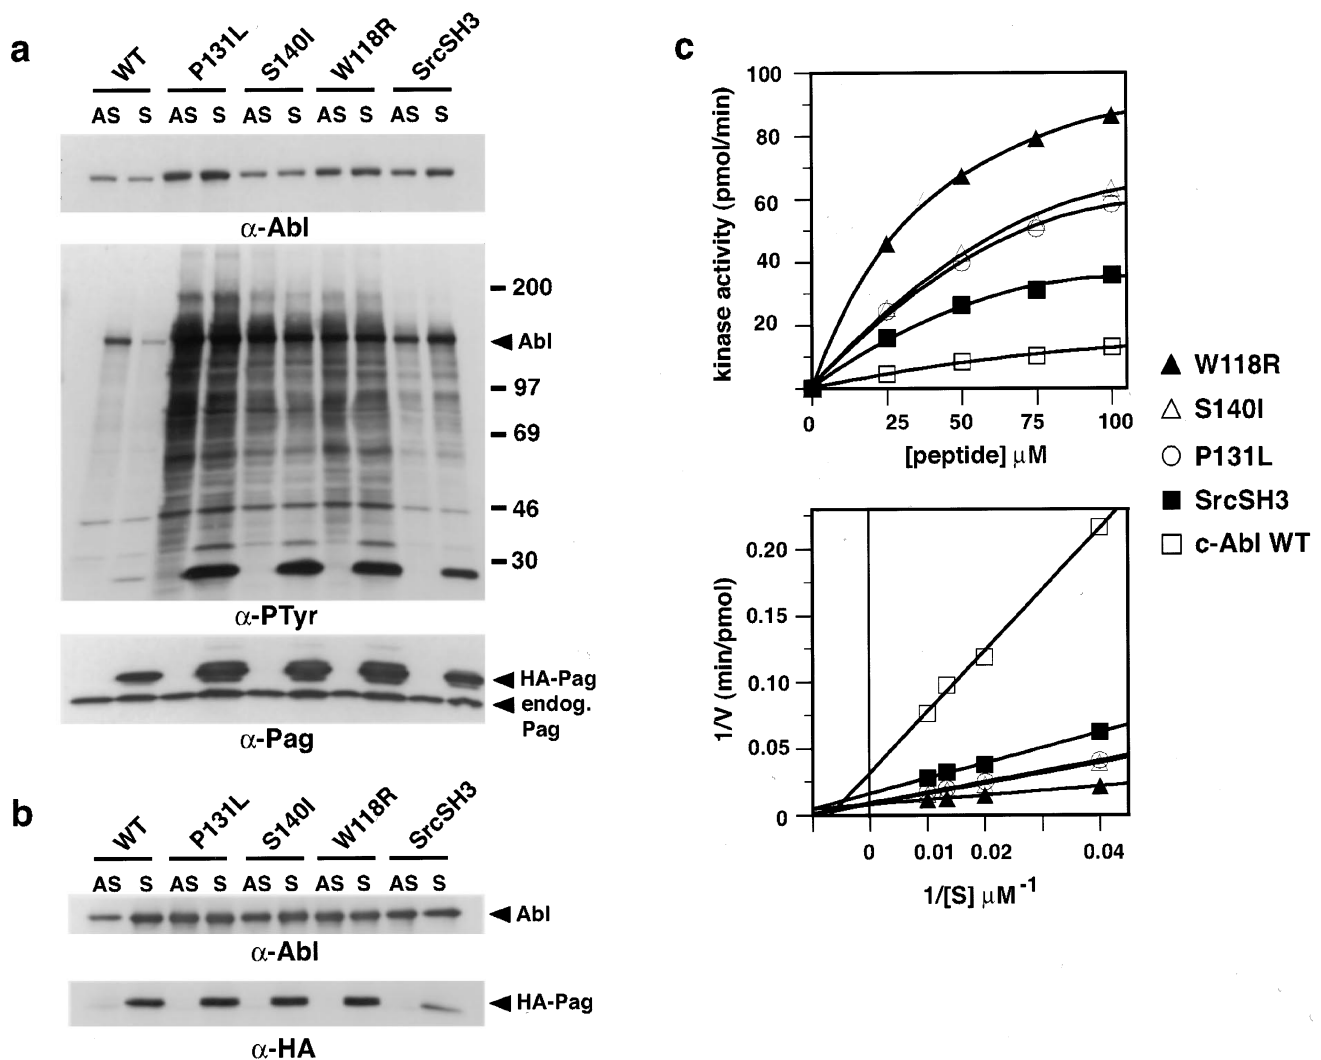 a
WT P131L S140I W118R SrcSH3
AS S AS S AS S AS S AS S
α-Abl
200
Abl
97
69
46
30
α-PTyr
HA-Pag
endog.
Pag
α-Pag
b
WT P131L S140I W118R SrcSH3
AS S AS S AS S AS S AS S
Abl
α-Abl
HA-Pag
α-HA
c
kinase activity (pmol/min)
100
80
60
40
20
0 25 50 75 100
[peptide] μM
W118R
S140I
P131L
SrcSH3
c-Abl WT
1/V (min/pmol)
0.20
0.15
0.10
0.05
0
0 0.01 0.02 0.04
1/[S] μM⁻¹